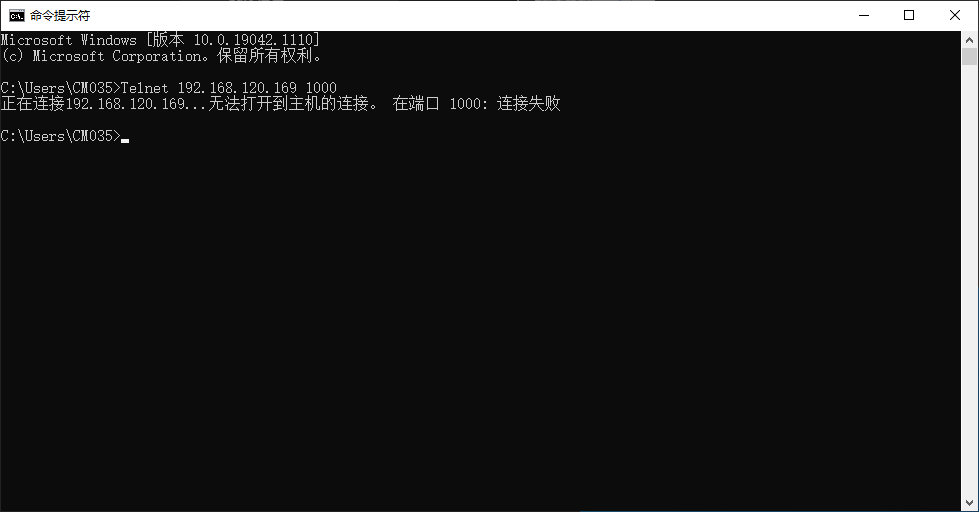 命令提示符
Microsoft Windows [版本 10.0.19042.1110]
(c) Microsoft Corporation。保留所有权利。
C:\Users\CM035>Telnet 192.168.120.169 1000
正在连接192.168.120.169...无法打开到主机的连接。 在端口 1000: 连接失败
C:\Users\CM035>